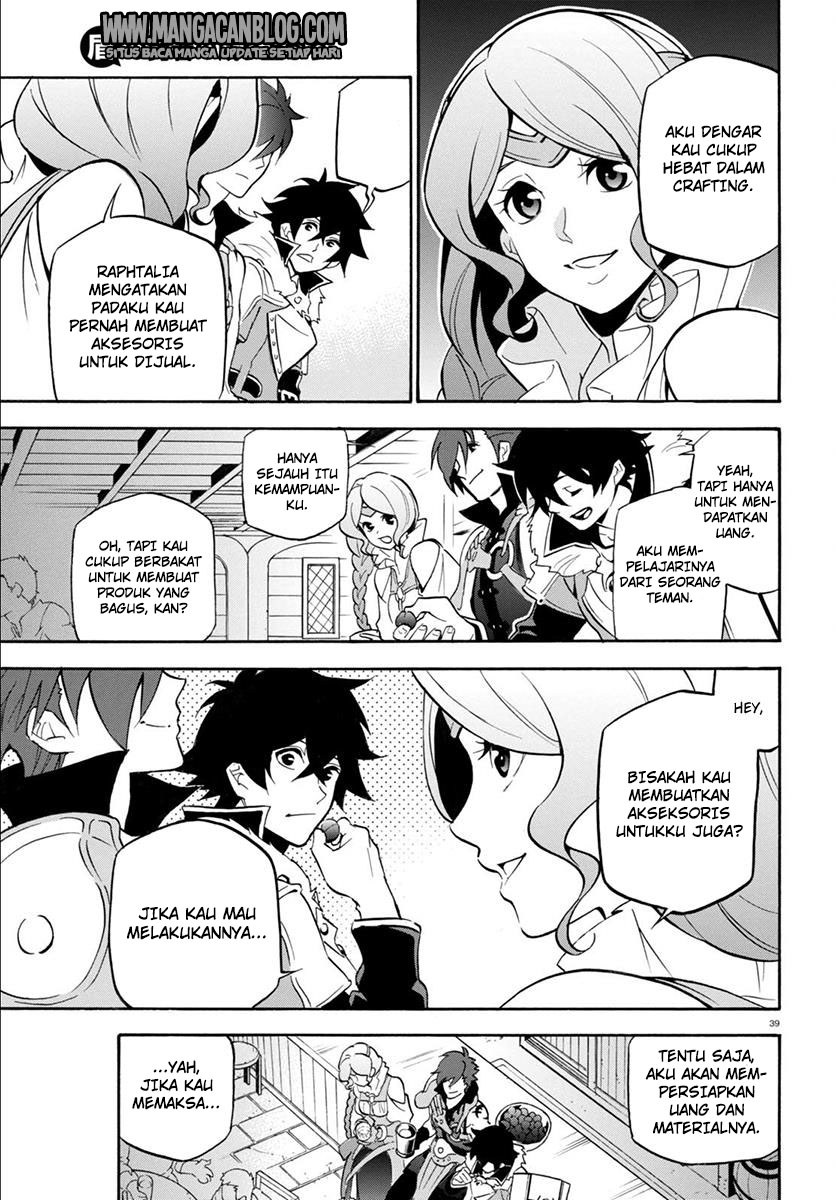 WWW.MANGACANBLOG.COM
SITUS BACA MANGA UPDATE SETIAP HARI
AKU DENGAR
KAU CUKUP
HEBAT DALAM
CRAFTING.
RAPHTALIA
MENGATAKAN
PADAKU KAU
PERNAH MEMBUAT
AKSESORIS
UNTUK DIJUAL.
YEAH,
TAPI HANYA
UNTUK MEN-
DAPATKAN
UANG.
AKU MEM-
PELAJARINYA
DARI SEORANG
TEMAN.
HANYA
SEJAUH ITU
KEMAMPUAN-
KU.
OH, TAPI KAU
CUKUP BERBAKAT
UNTUK MEMBUAT
PRODUK YANG
BAGUS, KAN?
HEY,
BISAKAH KAU
MEMBUATKAN
AKSEKSORIS
UNTUKKU JUGA?
JIKA KAU MAU
MELAKUKANNYA...
39
TENTU SAJA,
AKU AKAN MEM-
PERSIAPKAN
UANG DAN
MATERIALNYA.
...YAH,
JIKA KAU
MEMAKSA...